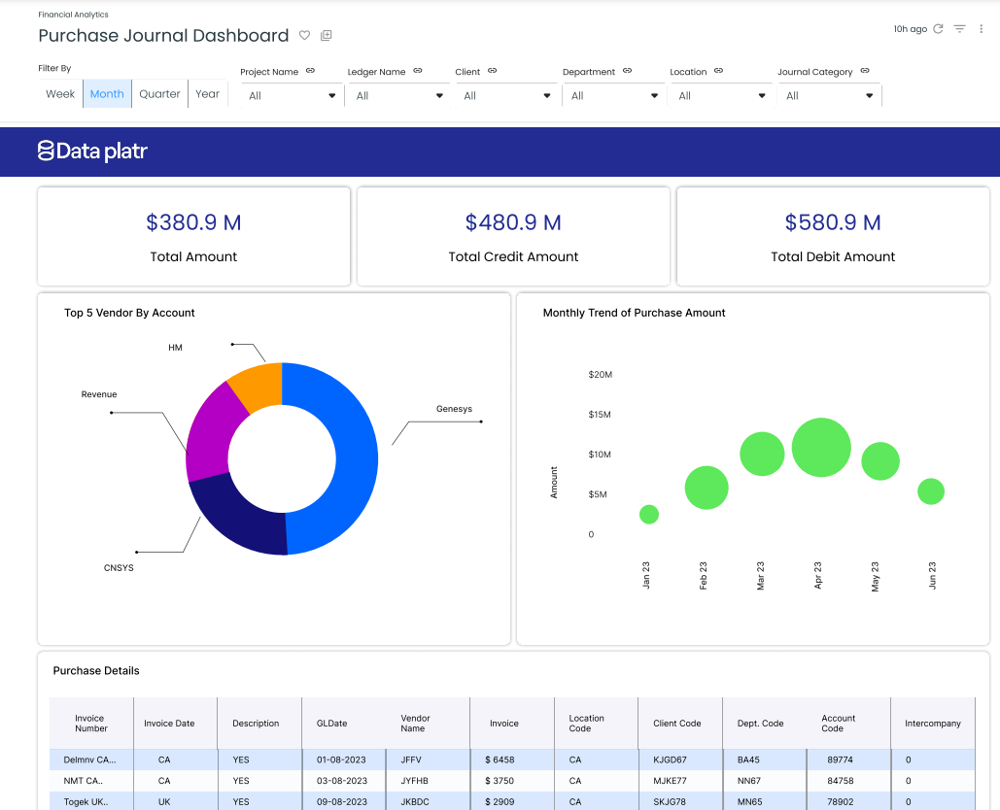 Financial Analytics
Purchase Journal Dashboard
10h ago
Filter By
Week Month Quarter Year
Project Name Ledger Name Client Department Location Journal Category
All All All All All All
Data platr
$380.9 M
Total Amount
$480.9 M
Total Credit Amount
$580.9 M
Total Debit Amount
Top 5 Vendor By Account
HM
Revenue
Genesys
CNSYS
Monthly Trend of Purchase Amount
Amount
$20M
$15M
$10M
$5M
0
Jan 23 Feb 23 Mar 23 Apr 23 May 23 Jun 23
Purchase Details
Invoice Number Invoice Date Description GLDate Vendor Name Invoice Location Code Client Code Dept. Code Account Code Intercompany
Delmnv CA... CA YES 01-08-2023 JFFV $ 6458 CA KJGD67 BA45 89774 0
NMT CA.. CA YES 03-08-2023 JYFHB $ 3750 CA MJKE77 NN67 84758 0
Togek UK.. UK YES 09-08-2023 JKBDC $ 2909 CA SKJG78 MN65 78902 0